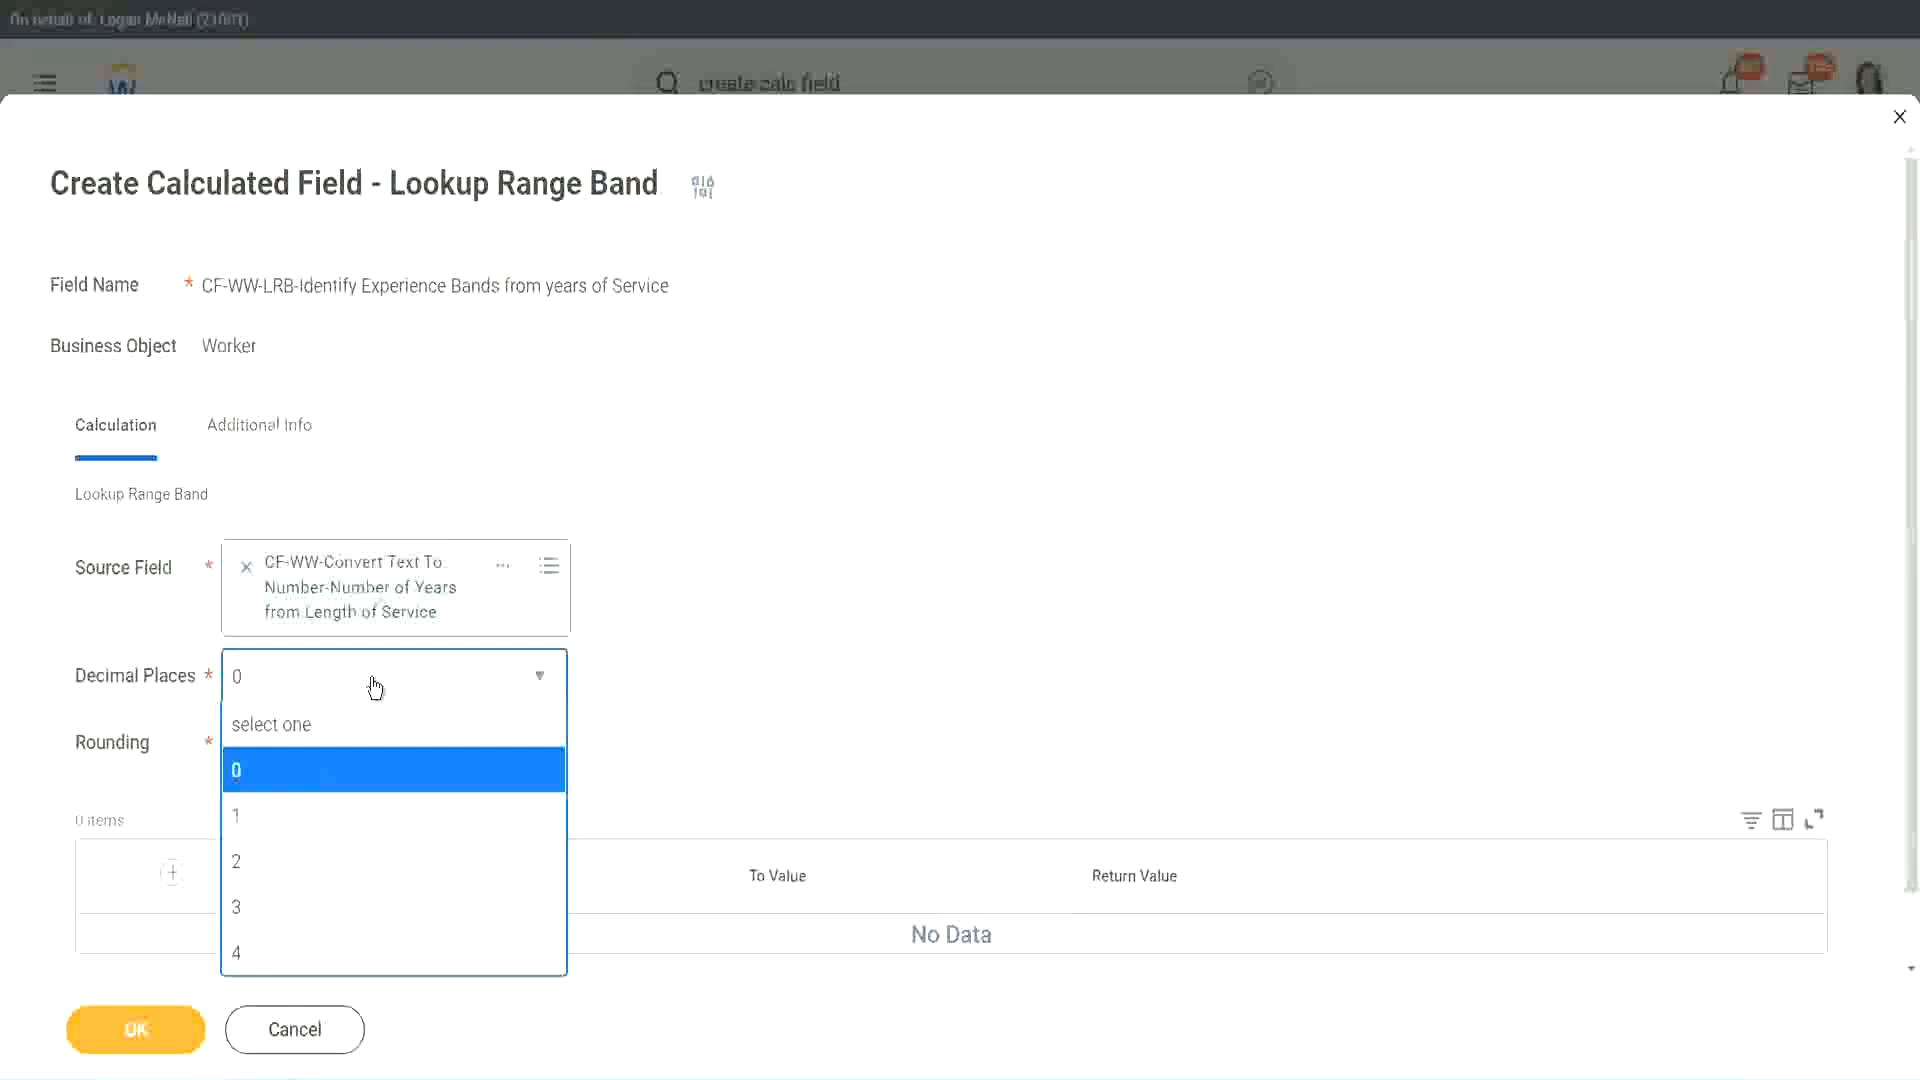 On behalf of: Logan McNeil
create calc field
Create Calculated Field - Lookup Range Band
Field Name * CF-WW-LRB-Identify Experience Bands from years of Service
Business Object Worker
Calculation Additional Info
Lookup Range Band
Source Field * CF-WW-Convert Text To
Number-Number of Years
from Length of Service
Decimal Places * 0
select one
Rounding *
0
1
0 items
2
To Value Return Value
3
No Data
4
OK Cancel